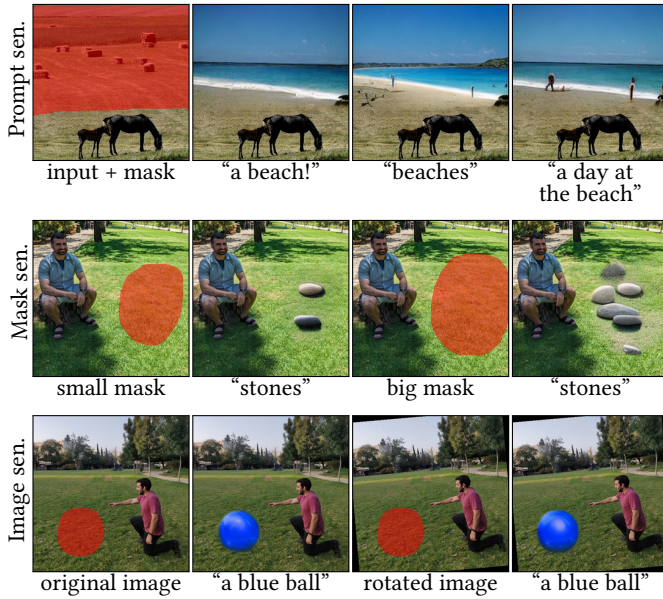 Prompt sen.
input + mask
“a beach!”
“beaches”
“a day at
the beach”
Mask sen.
small mask
“stones”
big mask
“stones”
Image sen.
original image
“a blue ball”
rotated image
“a blue ball”